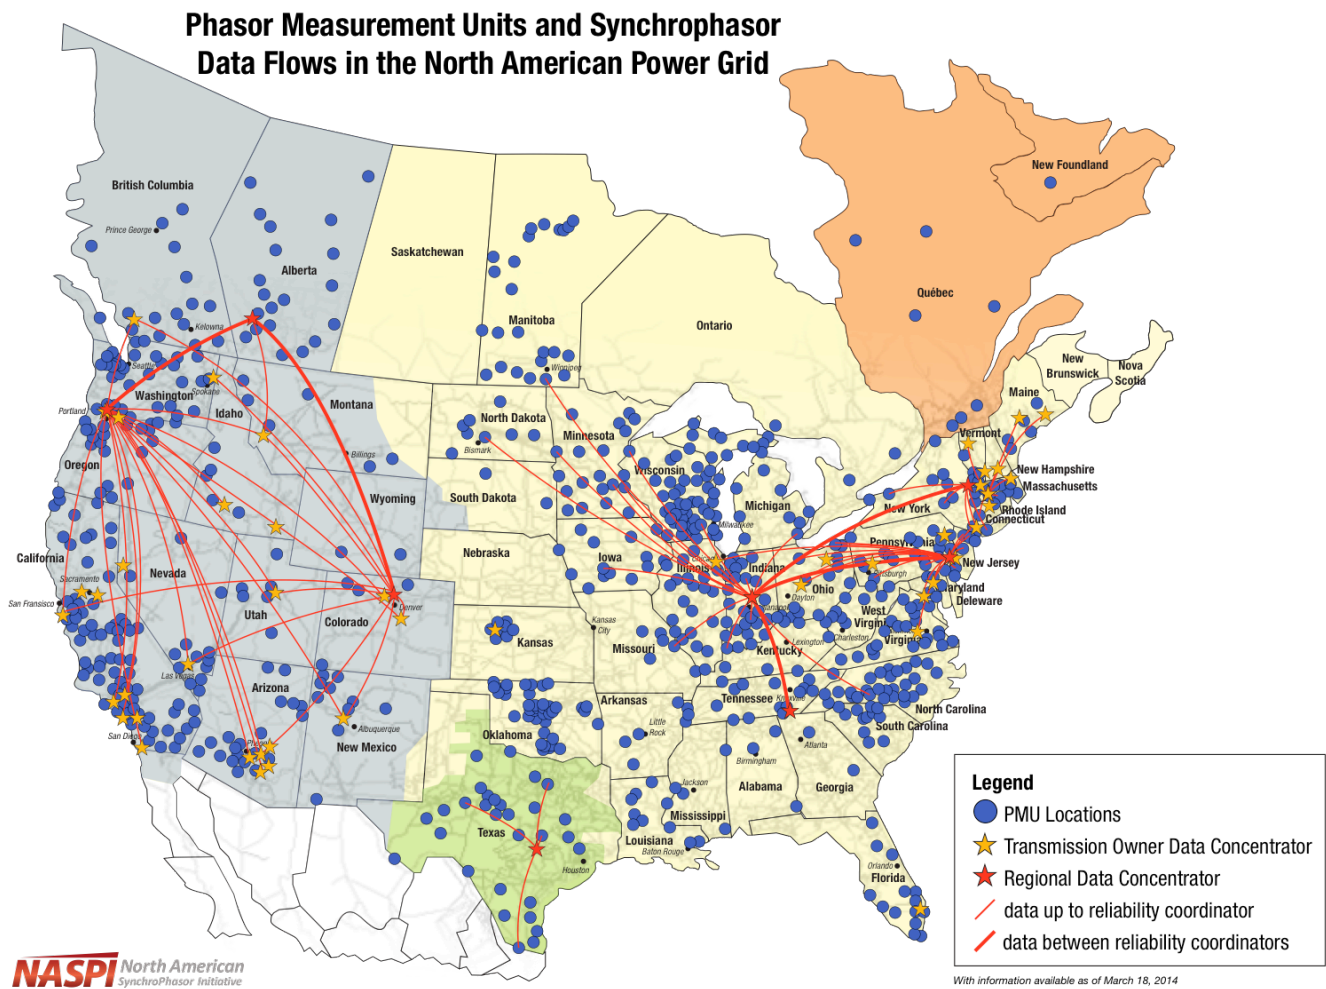 Phasor Measurement Units and Synchrophasor
Data Flows in the North American Power Grid
New Foundland
British Columbia
Prince George
Saskatchewan
Alberta
Québec
Manitoba
Ontario
Kelowna
New
Brunswick
Nova
Scotia
Seattle
Winnipeg
Spokane
Washington
Idaho
Montana
Maine
Portland
North Dakota
Minnesota
Vermont
Bismark
Billings
Oregon
Wisconsin
New Hampshire
Massachusetts
Wyoming
South Dakota
Michigan
New York
Rhode Island
Connecticut
Milwaukee
California
Nevada
Nebraska
Iowa
Chicago
Illinois
Indiana
Pennsylvania
New Jersey
Pittsburgh
Sacramento
San Fransisco
Utah
Colorado
Denver
Ohio
Dayton
Maryland
Deleware
West
Virginia
Virginia
Charleston
Kansas
City
Kansas
Missouri
Lexington
Kentucky
Las Vegas
Arizona
Arkansas
Tennessee
Knoxville
North Carolina
South Carolina
Little
Rock
Albuquerque
New Mexico
Oklahoma
San Diego
Phoenix
Atlanta
Birmingham
Alabama
Georgia
Jackson
Mississippi
Texas
Louisiana
Baton Rouge
Houston
Orlando
Florida
Legend
PMU Locations
Transmission Owner Data Concentrator
Regional Data Concentrator
data up to reliability coordinator
data between reliability coordinators
With information available as of March 18, 2014
NASPI North American
SynchroPhasor Initiative